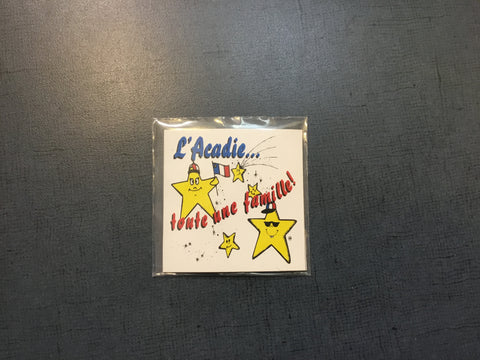 L'Acadie...
toute une famille!